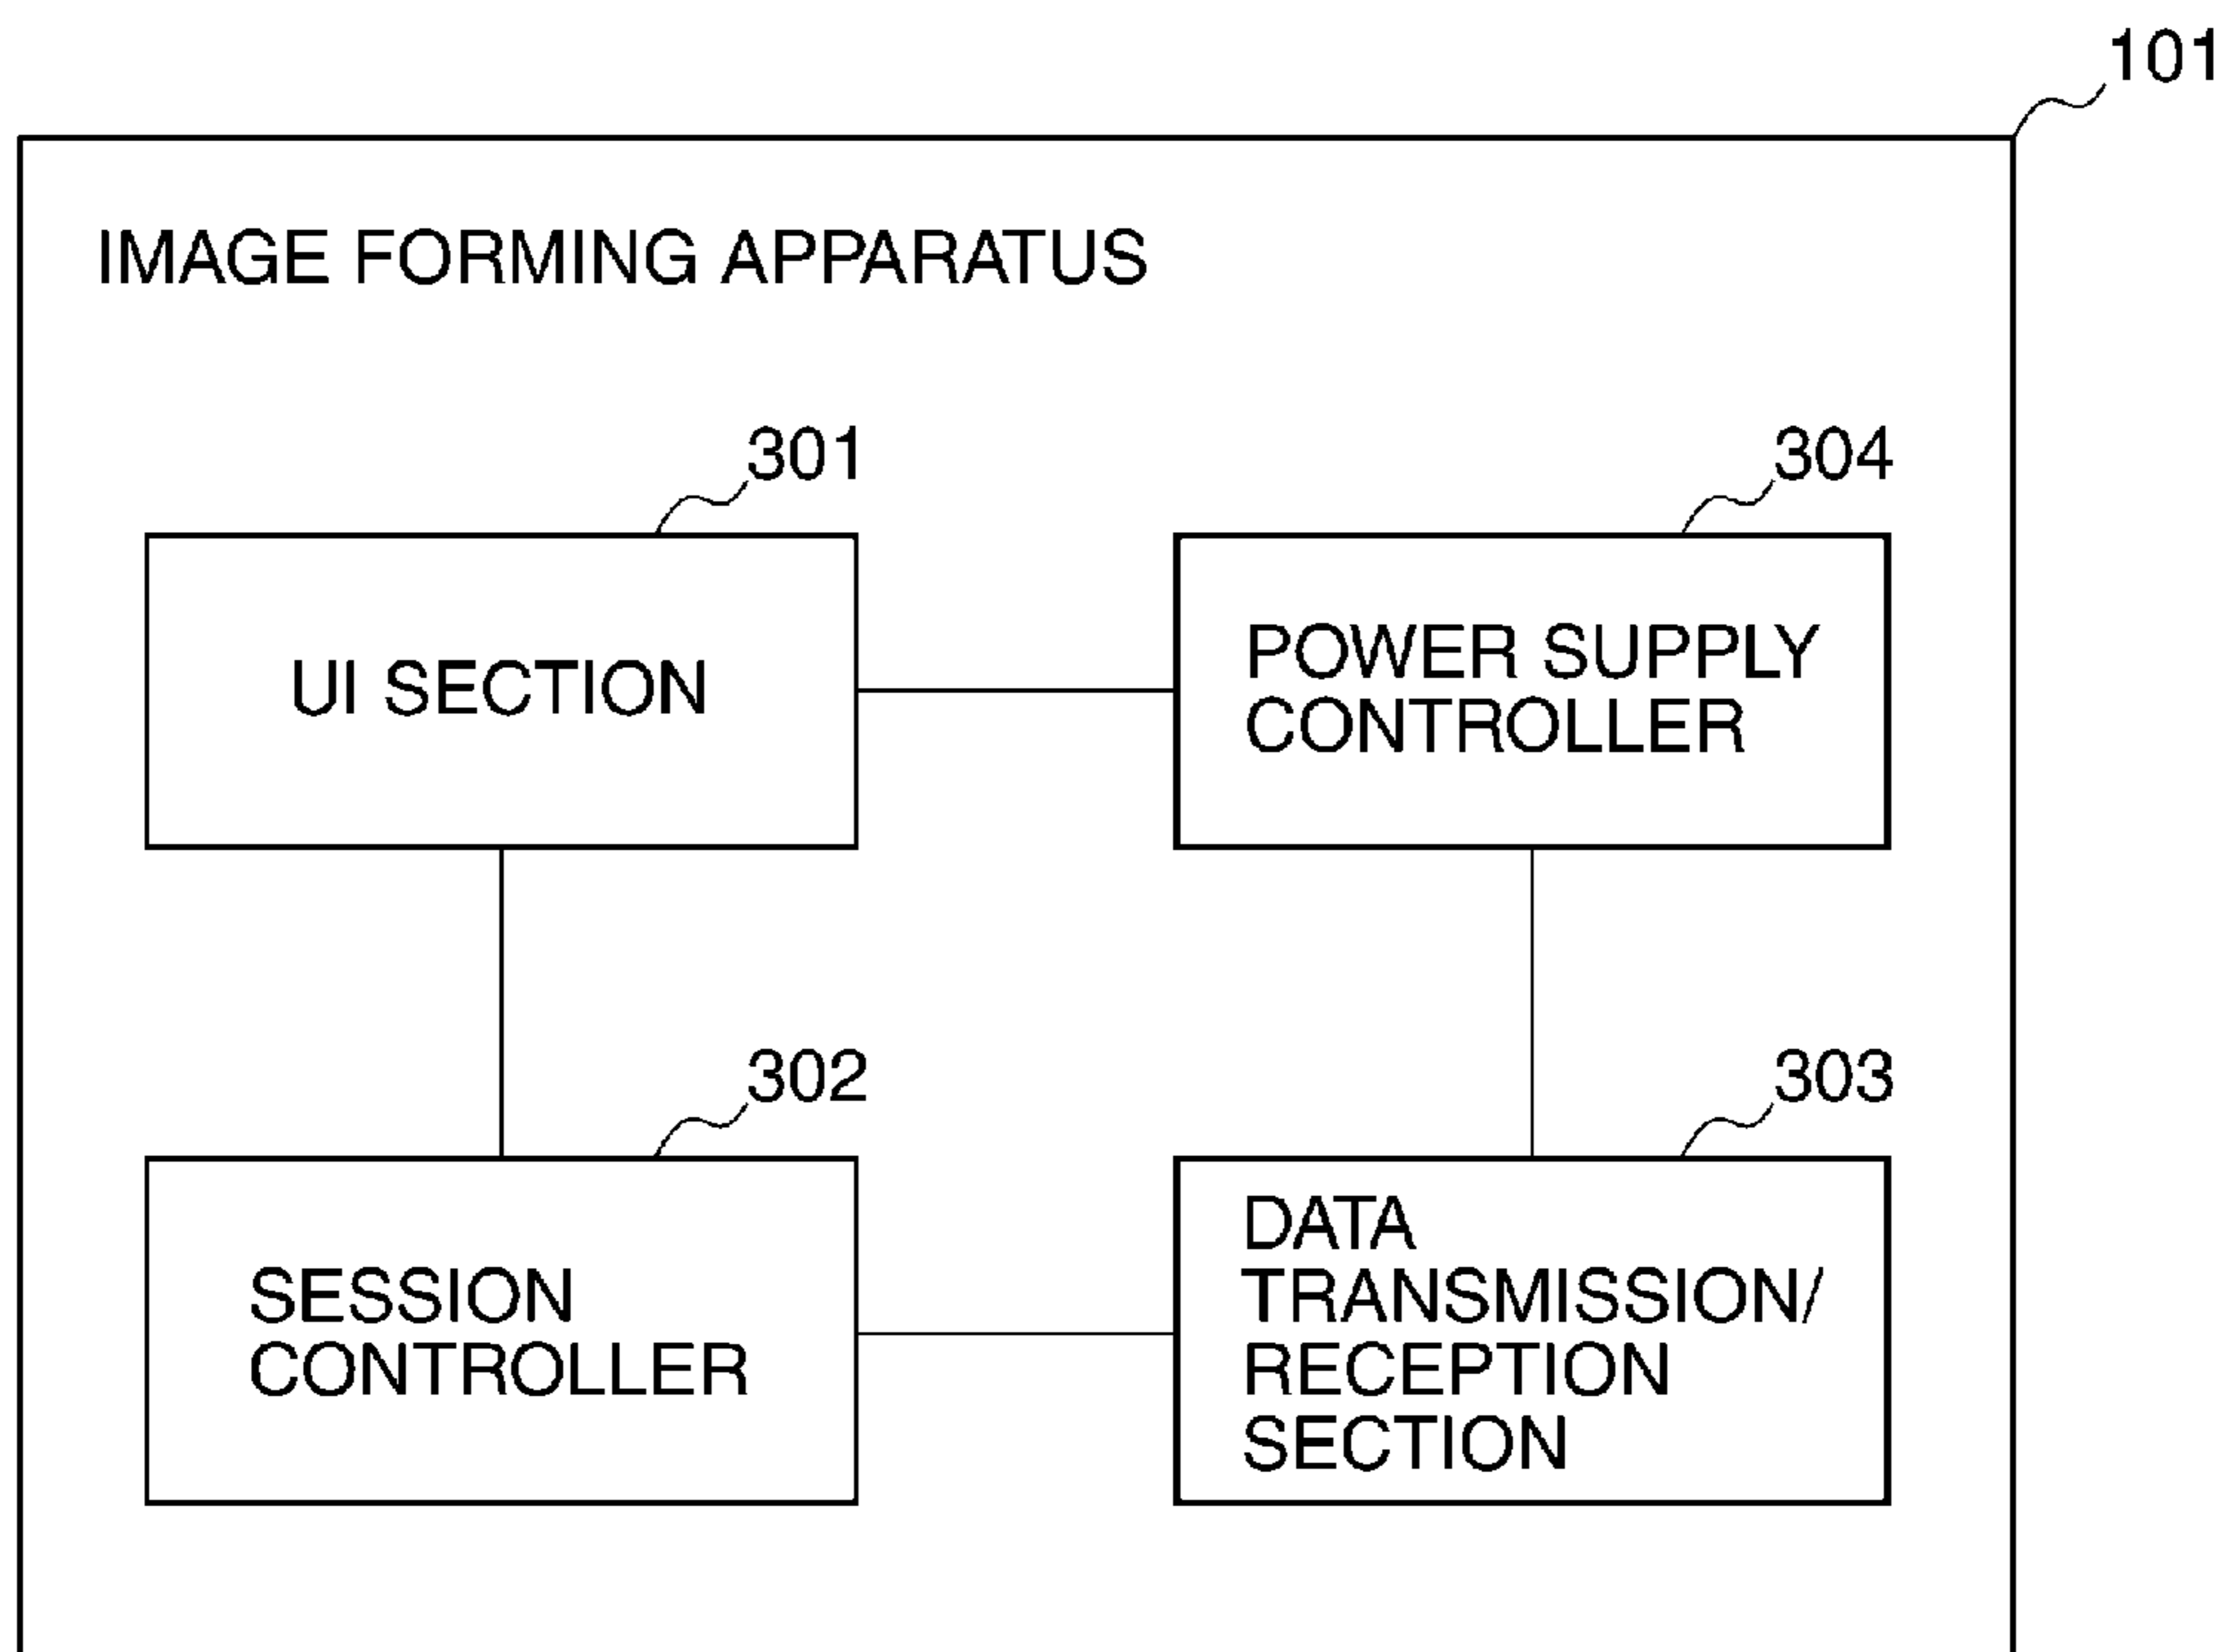 101
IMAGE FORMING APPARATUS
301
304
UI SECTION
POWER SUPPLY
CONTROLLER
302
303
SESSION
CONTROLLER
DATA
TRANSMISSION/
RECEPTION
SECTION